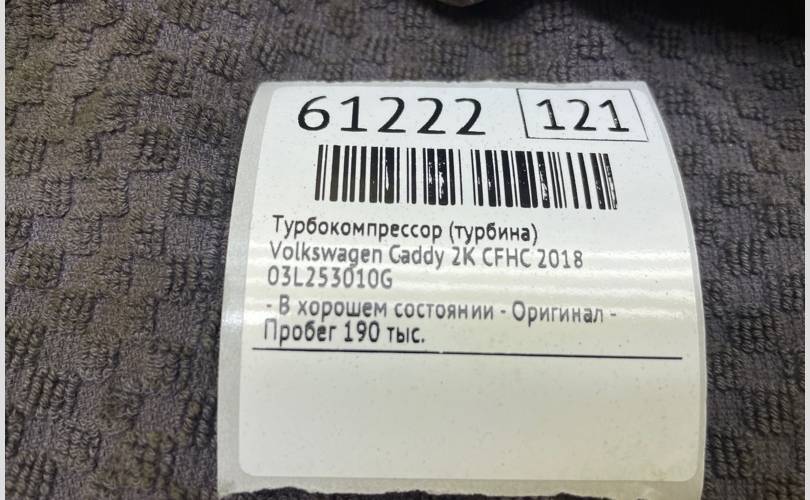 61222 121
Турбокомпрессор (турбина)
Volkswagen Caddy 2K CFHC 2018
03L253010G
- В хорошем состоянии - Оригинал -
Пробег 190 тыс.